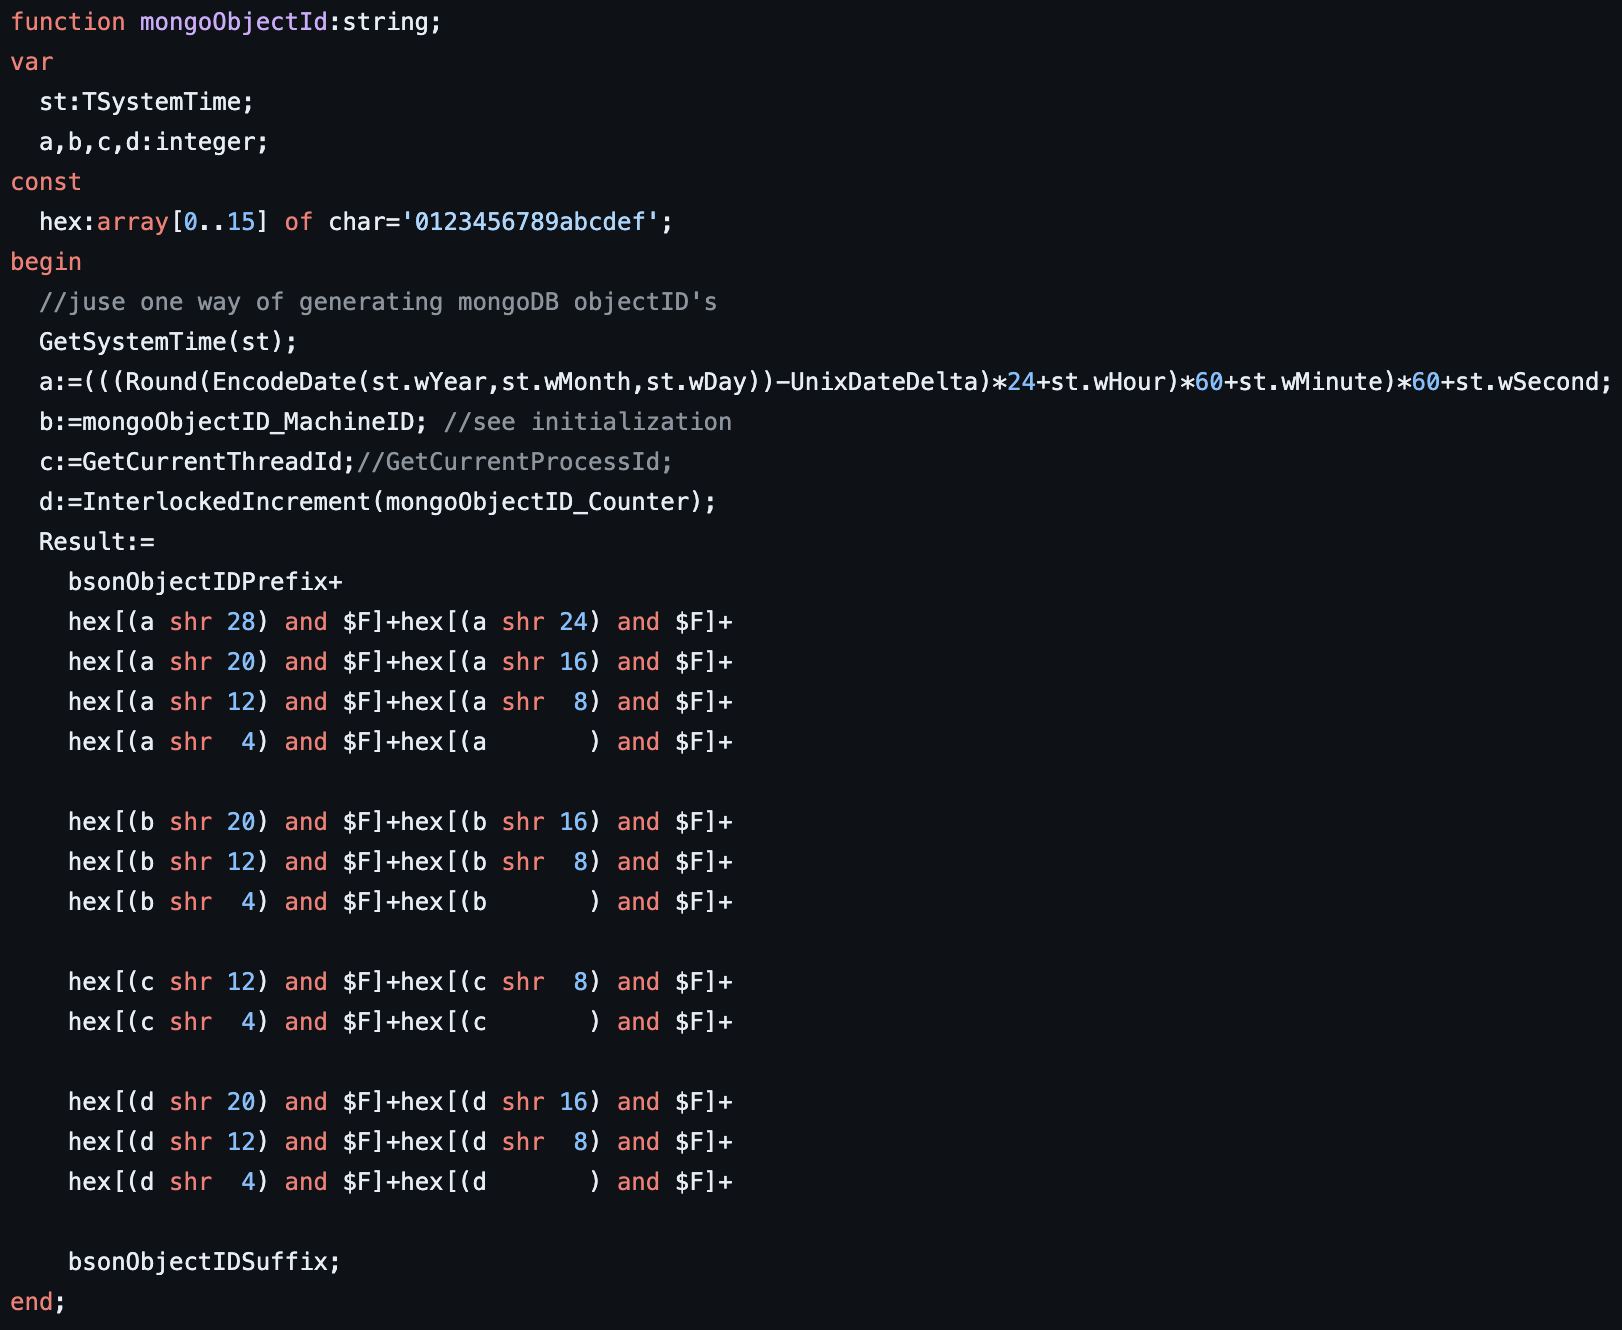 function mongoObjectId:string;
var
  st:TSystemTime;
  a,b,c,d:integer;
const
  hex:array[0..15] of char='0123456789abcdef';
begin
  //juse one way of generating mongoDB objectID's
  GetSystemTime(st);
  a:=(((Round(EncodeDate(st.wYear,st.wMonth,st.wDay))-UnixDateDelta)*24+st.wHour)*60+st.wMinute)*60+st.wSecond;
  b:=mongoObjectID_MachineID; //see initialization
  c:=GetCurrentThreadId;//GetCurrentProcessId;
  d:=InterlockedIncrement(mongoObjectID_Counter);
  Result:=
    bsonObjectIDPrefix+
    hex[(a shr 28) and $F]+hex[(a shr 24) and $F]+
    hex[(a shr 20) and $F]+hex[(a shr 16) and $F]+
    hex[(a shr 12) and $F]+hex[(a shr  8) and $F]+
    hex[(a shr  4) and $F]+hex[(a       ) and $F]+

    hex[(b shr 20) and $F]+hex[(b shr 16) and $F]+
    hex[(b shr 12) and $F]+hex[(b shr  8) and $F]+
    hex[(b shr  4) and $F]+hex[(b       ) and $F]+

    hex[(c shr 12) and $F]+hex[(c shr  8) and $F]+
    hex[(c shr  4) and $F]+hex[(c       ) and $F]+

    hex[(d shr 20) and $F]+hex[(d shr 16) and $F]+
    hex[(d shr 12) and $F]+hex[(d shr  8) and $F]+
    hex[(d shr  4) and $F]+hex[(d       ) and $F]+

    bsonObjectIDSuffix;
end;